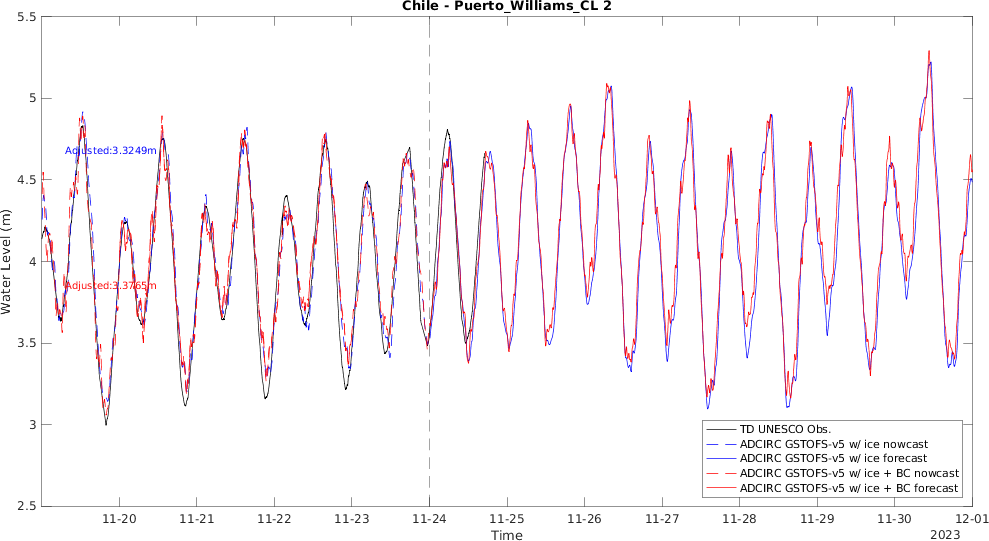 Chile - Puerto_Williams_CL 2
5.5
5
4.5
4
3.5
3
2.5
Water Level (m)
Adjusted:3.3249m
Adjusted:3.3765m
TD UNESCO Obs.
ADCIRC GSTOFS-v5 w/ ice nowcast
ADCIRC GSTOFS-v5 w/ ice forecast
ADCIRC GSTOFS-v5 w/ ice + BC nowcast
ADCIRC GSTOFS-v5 w/ ice + BC forecast
11-20 11-21 11-22 11-23 11-24 11-25 11-26 11-27 11-28 11-29 11-30 12-01
Time
2023